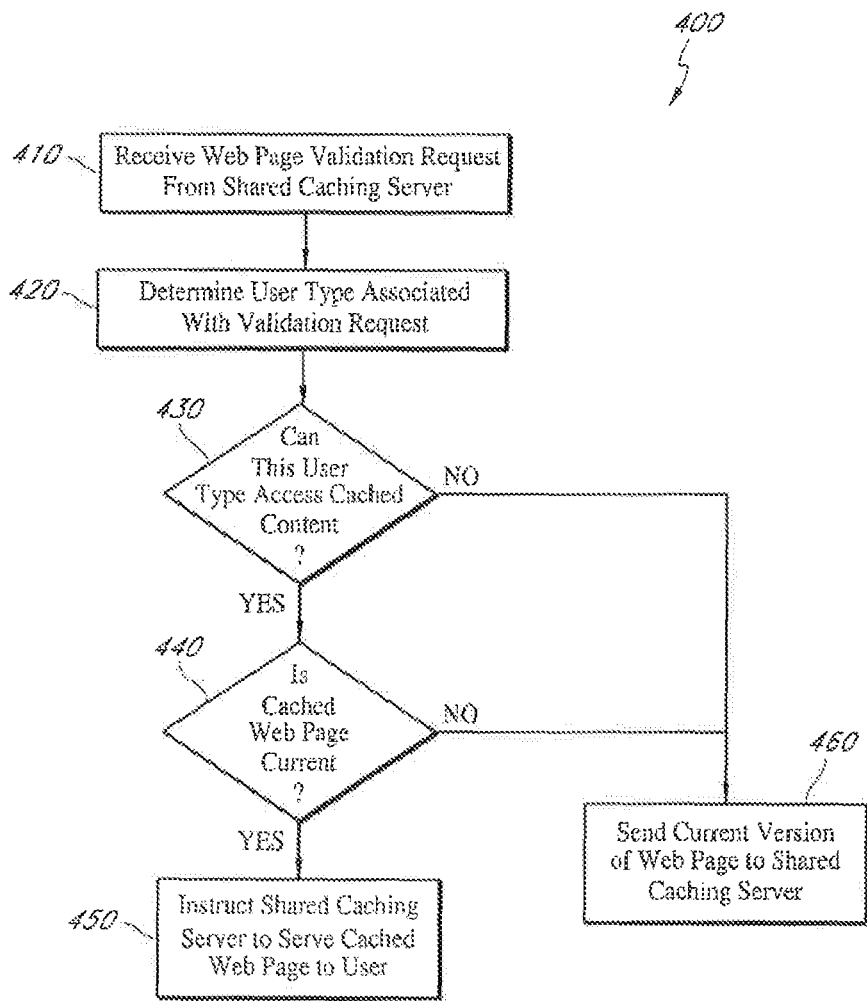 400
410
Receive Web Page Validation Request
From Shared Caching Server
420
Determine User Type Associated
With Validation Request
430
Can
This User
Type Access Cached
Content
?
NO
YES
440
Is
Cached
Web Page
Current
?
NO
YES
450
Instruct Shared Caching
Server to Serve Cached
Web Page to User
460
Send Current Version
of Web Page to Shared
Caching Server